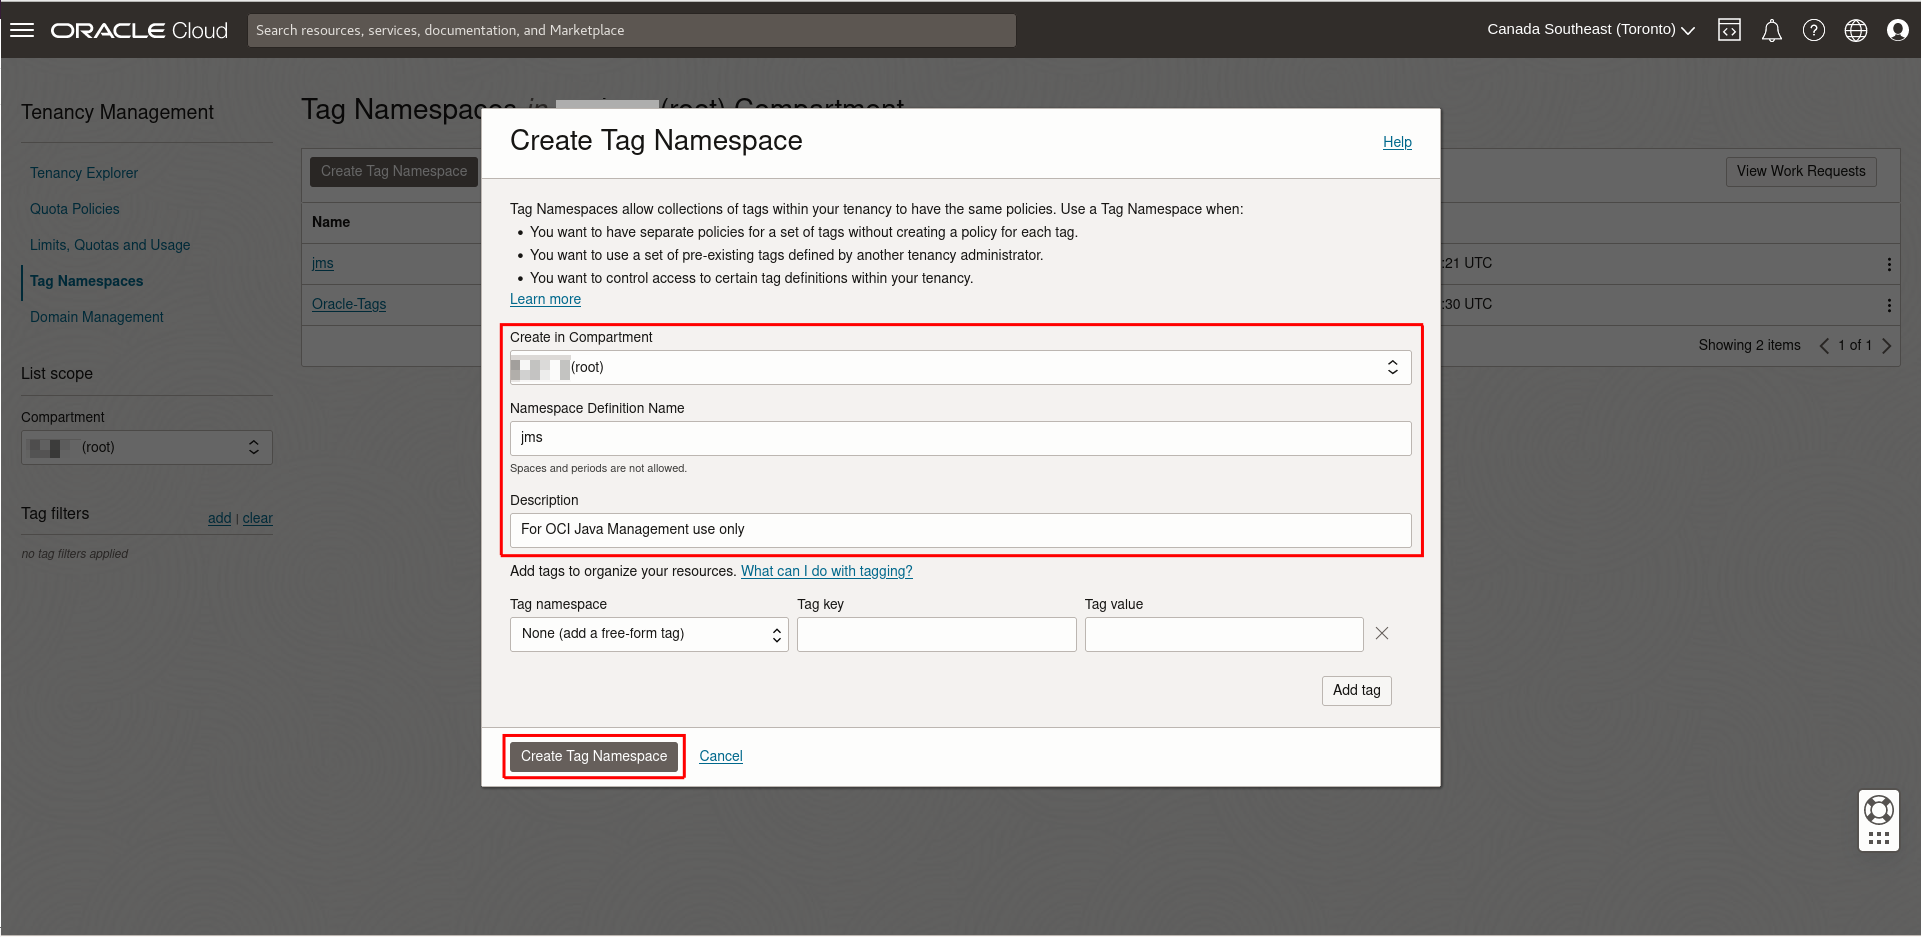 ORACLE Cloud
Search resources, services, documentation, and Marketplace
Canada Southeast (Toronto)
Tenancy Management
Tenancy Explorer
Quota Policies
Limits, Quotas and Usage
Tag Namespaces
Domain Management
List scope
Compartment
(root)
Tag filters
add | clear
no tag filters applied
Tag Namespaces in (root) Compartment
Create Tag Namespace
View Work Requests
Name
jms
:21 UTC
Oracle-Tags
:30 UTC
Showing 2 items
1 of 1
Create Tag Namespace
Help
Tag Namespaces allow collections of tags within your tenancy to have the same policies. Use a Tag Namespace when:
• You want to have separate policies for a set of tags without creating a policy for each tag.
• You want to use a set of pre-existing tags defined by another tenancy administrator.
• You want to control access to certain tag definitions within your tenancy.
Learn more
Create in Compartment
(root)
Namespace Definition Name
jms
Spaces and periods are not allowed.
Description
For OCI Java Management use only
Add tags to organize your resources. What can I do with tagging?
Tag namespace
Tag key
Tag value
None (add a free-form tag)
Add tag
Create Tag Namespace
Cancel